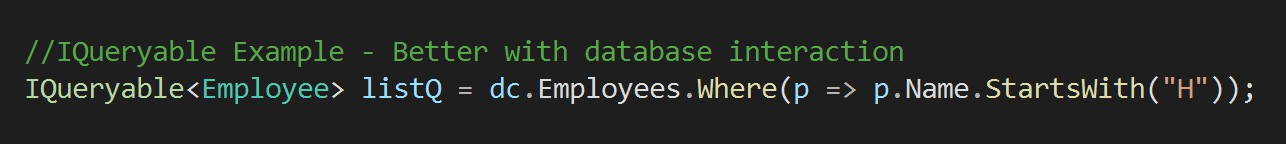 //IQueryable Example - Better with database interaction
IQueryable<Employee> listQ = dc.Employees.Where(p => p.Name.StartsWith("H"));